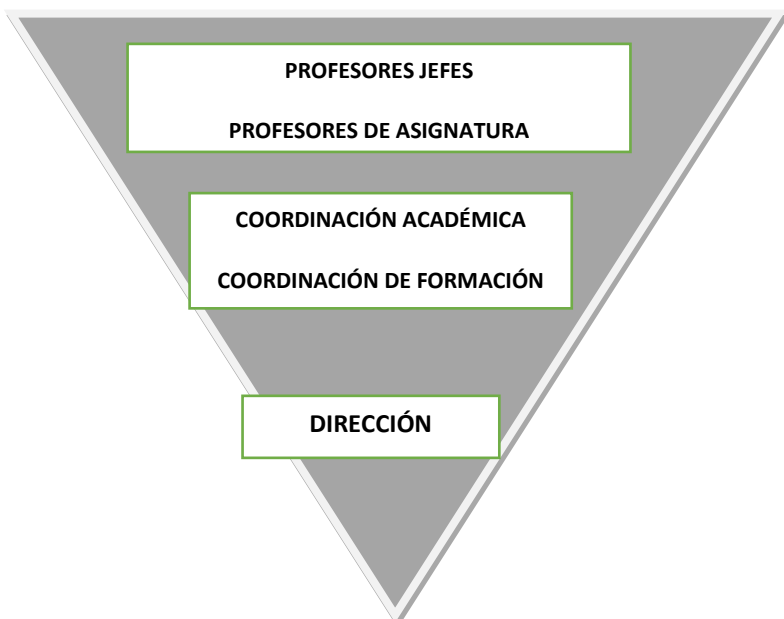 PROFESORES JEFES
PROFESORES DE ASIGNATURA
COORDINACIÓN ACADÉMICA
COORDINACIÓN DE FORMACIÓN
DIRECCIÓN